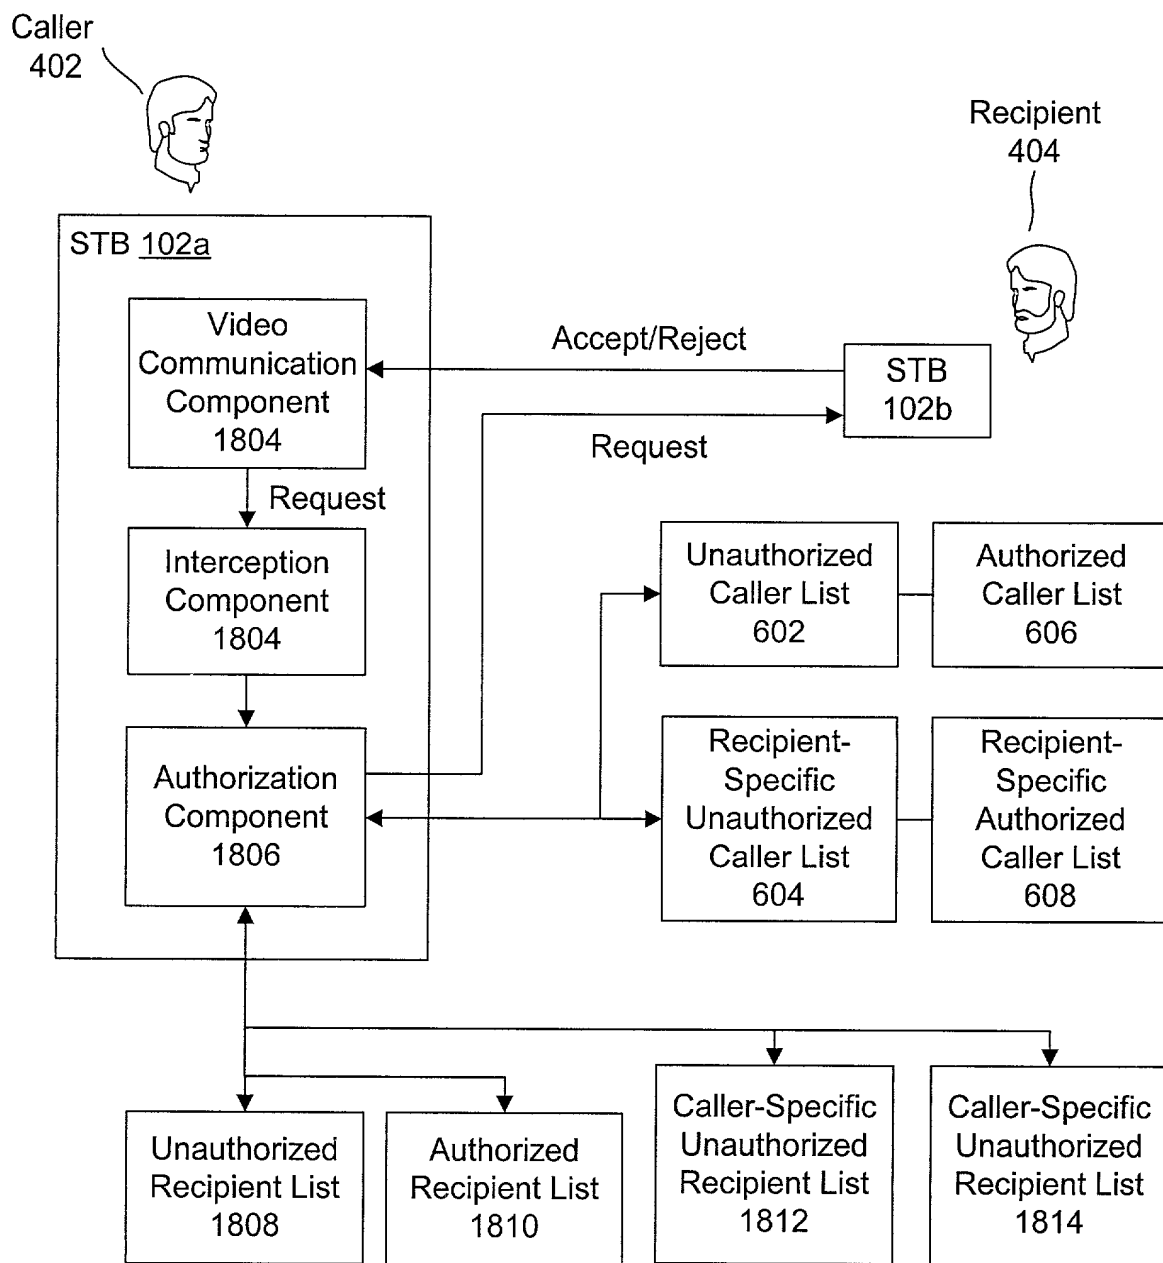 Caller
402
Recipient
404
STB 102a
Video
Communication
Component
1804
Accept/Reject
STB
102b
Request
Request
Interception
Component
1804
Unauthorized
Caller List
602
Authorized
Caller List
606
Authorization
Component
1806
Recipient-
Specific
Unauthorized
Caller List
604
Recipient-
Specific
Authorized
Caller List
608
Unauthorized
Recipient List
1808
Authorized
Recipient List
1810
Caller-Specific
Unauthorized
Recipient List
1812
Caller-Specific
Unauthorized
Recipient List
1814